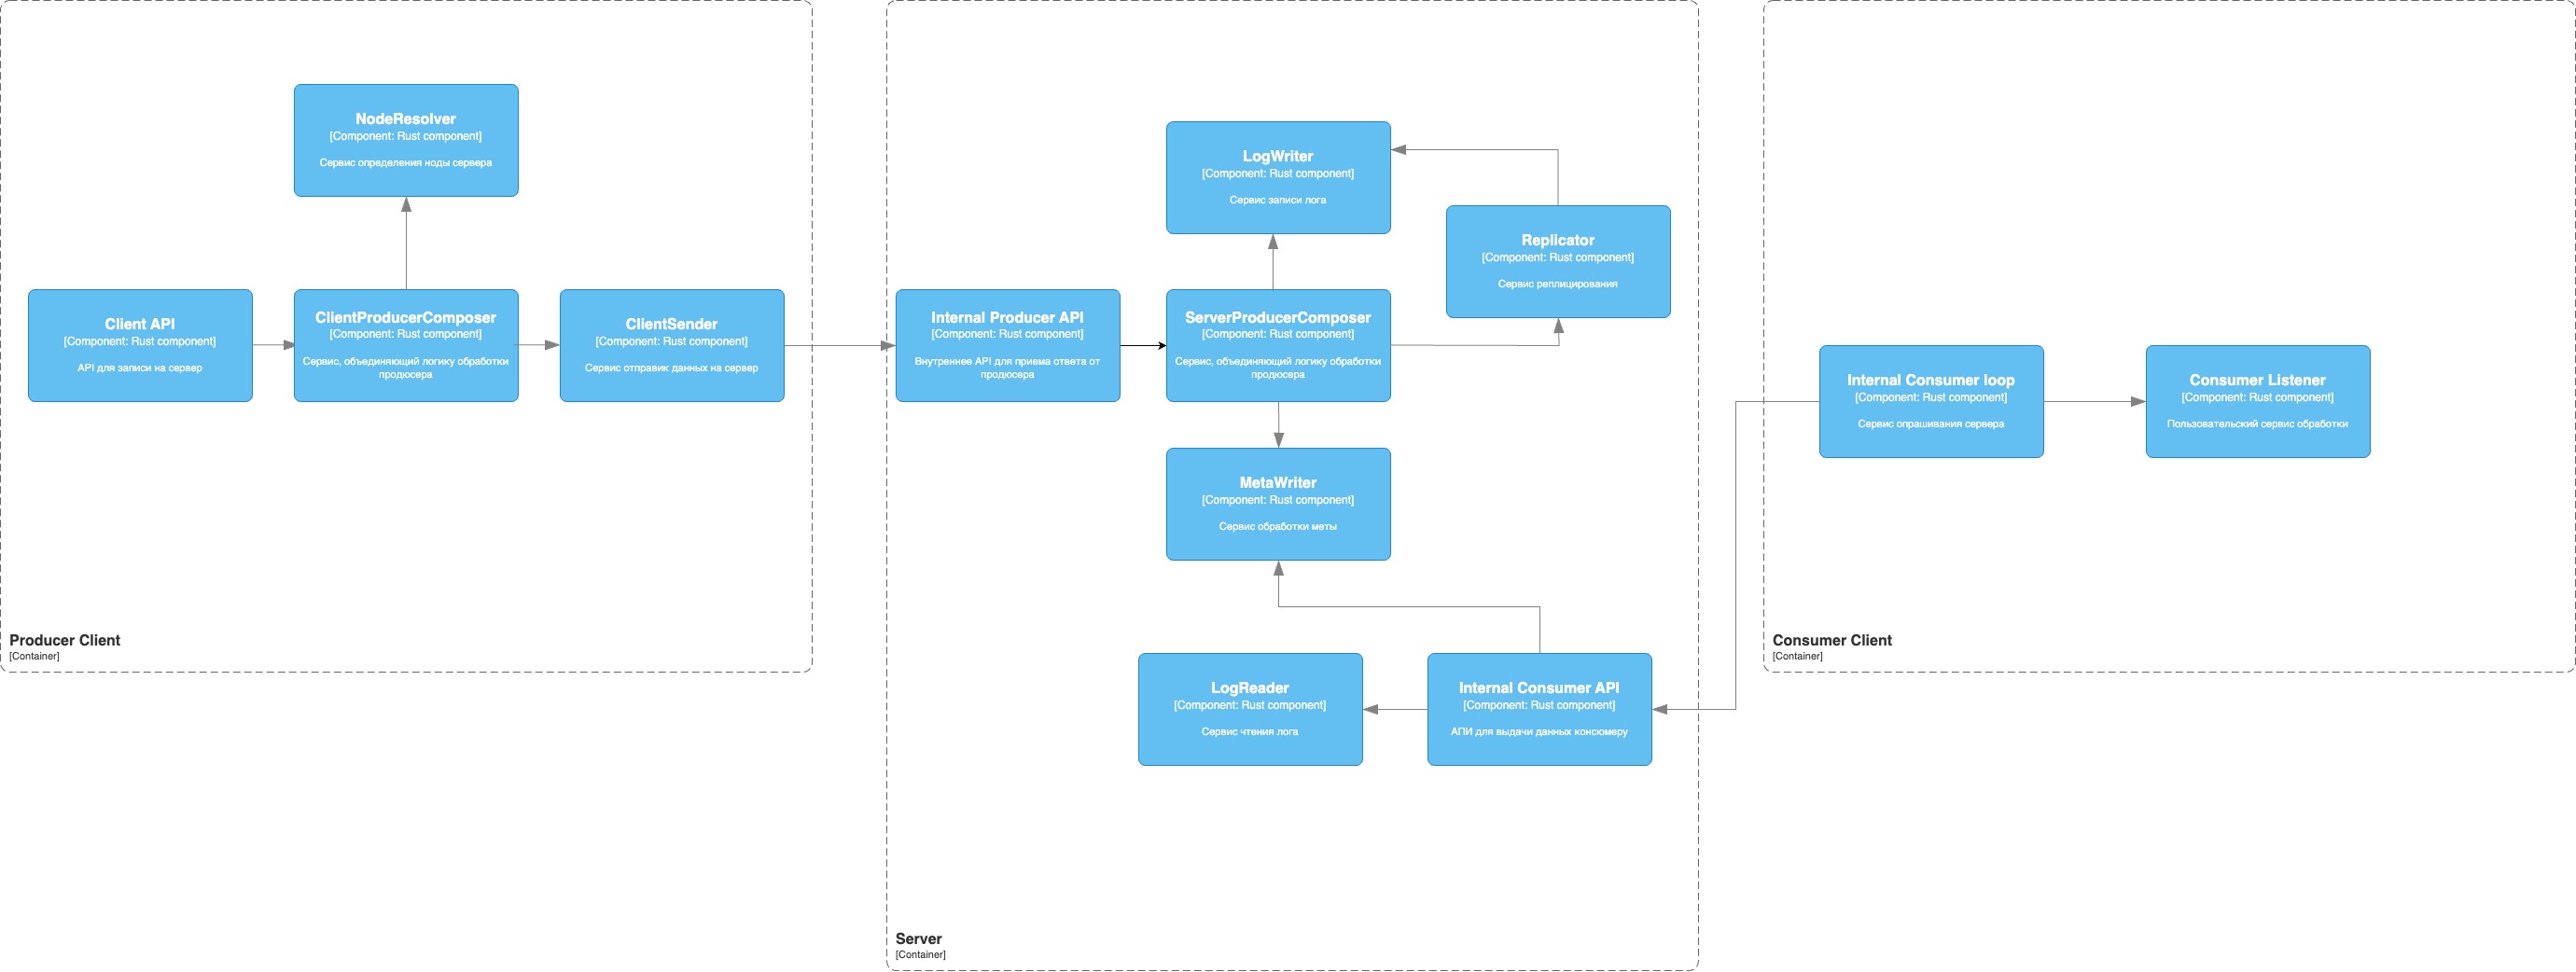 NodeResolver
[Component: Rust component]
Сервис определения ноды сервера
Client API
[Component: Rust component]
API для записи на сервер
ClientProducerComposer
[Component: Rust component]
Сервис, объединяющий логику обработки
продюсера
ClientSender
[Component: Rust component]
Сервис отправик данных на сервер
Producer Client
[Container]
LogWriter
[Component: Rust component]
Сервис записи лога
Replicator
[Component: Rust component]
Сервис реплицирования
Internal Producer API
[Component: Rust component]
Внутреннее API для приема ответа от
продюсера
ServerProducerComposer
[Component: Rust component]
Сервис, объединяющий логику обработки
продюсера
MetaWriter
[Component: Rust component]
Сервис обработки меты
LogReader
[Component: Rust component]
Сервис чтения лога
Internal Consumer API
[Component: Rust component]
АПИ для выдачи данных консюмеру
Server
[Container]
Internal Consumer loop
[Component: Rust component]
Сервис опрашивания сервера
Consumer Listener
[Component: Rust component]
Пользовательский сервис обработки
Consumer Client
[Container]